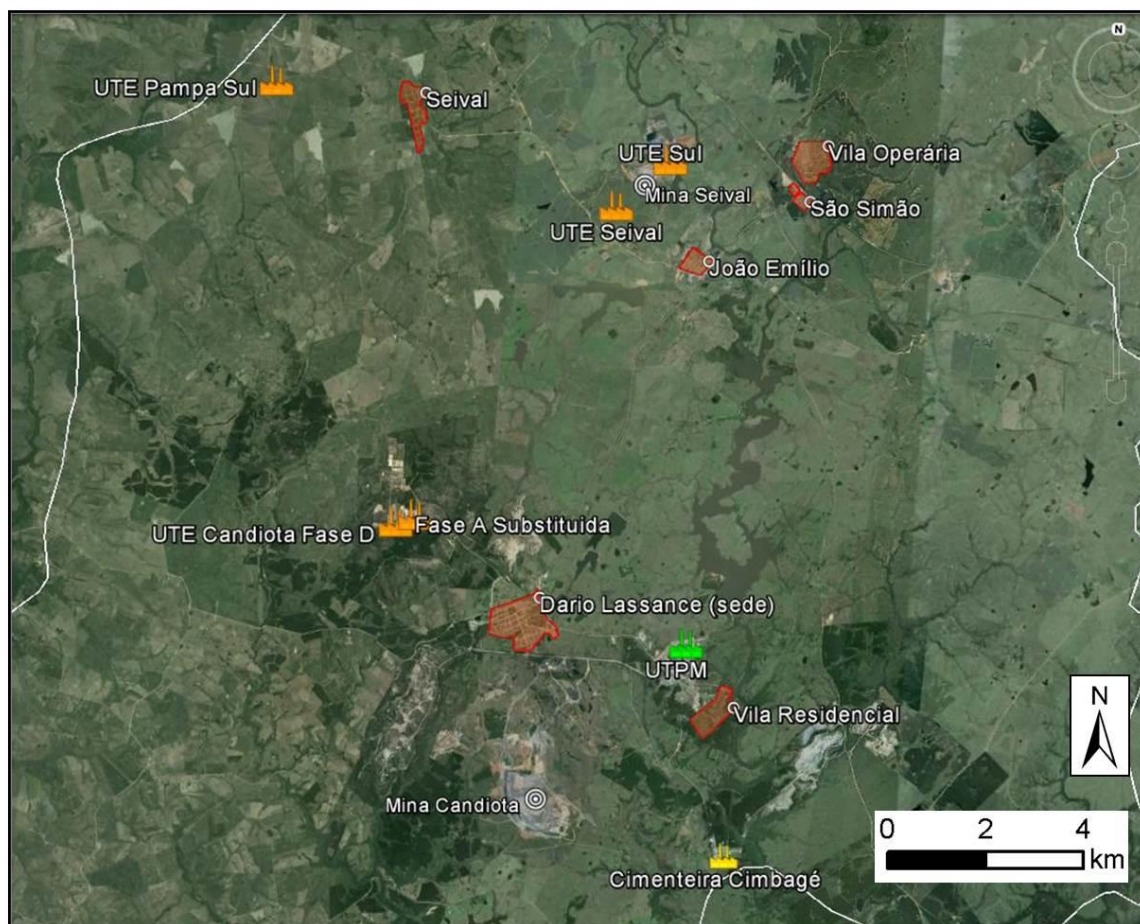 N
UTE Pampa Sul
Seival
UTE Sul
Vila Operária
Mina Seival
São Simão
UTE Seival
João Emílio
Fase A Substituida
UTE Candiota Fase D
Dario Lassance (sede)
UTPM
Vila Residencial
N
Mina Candiota
0 2 4
km
Cimenteira Cimbagé